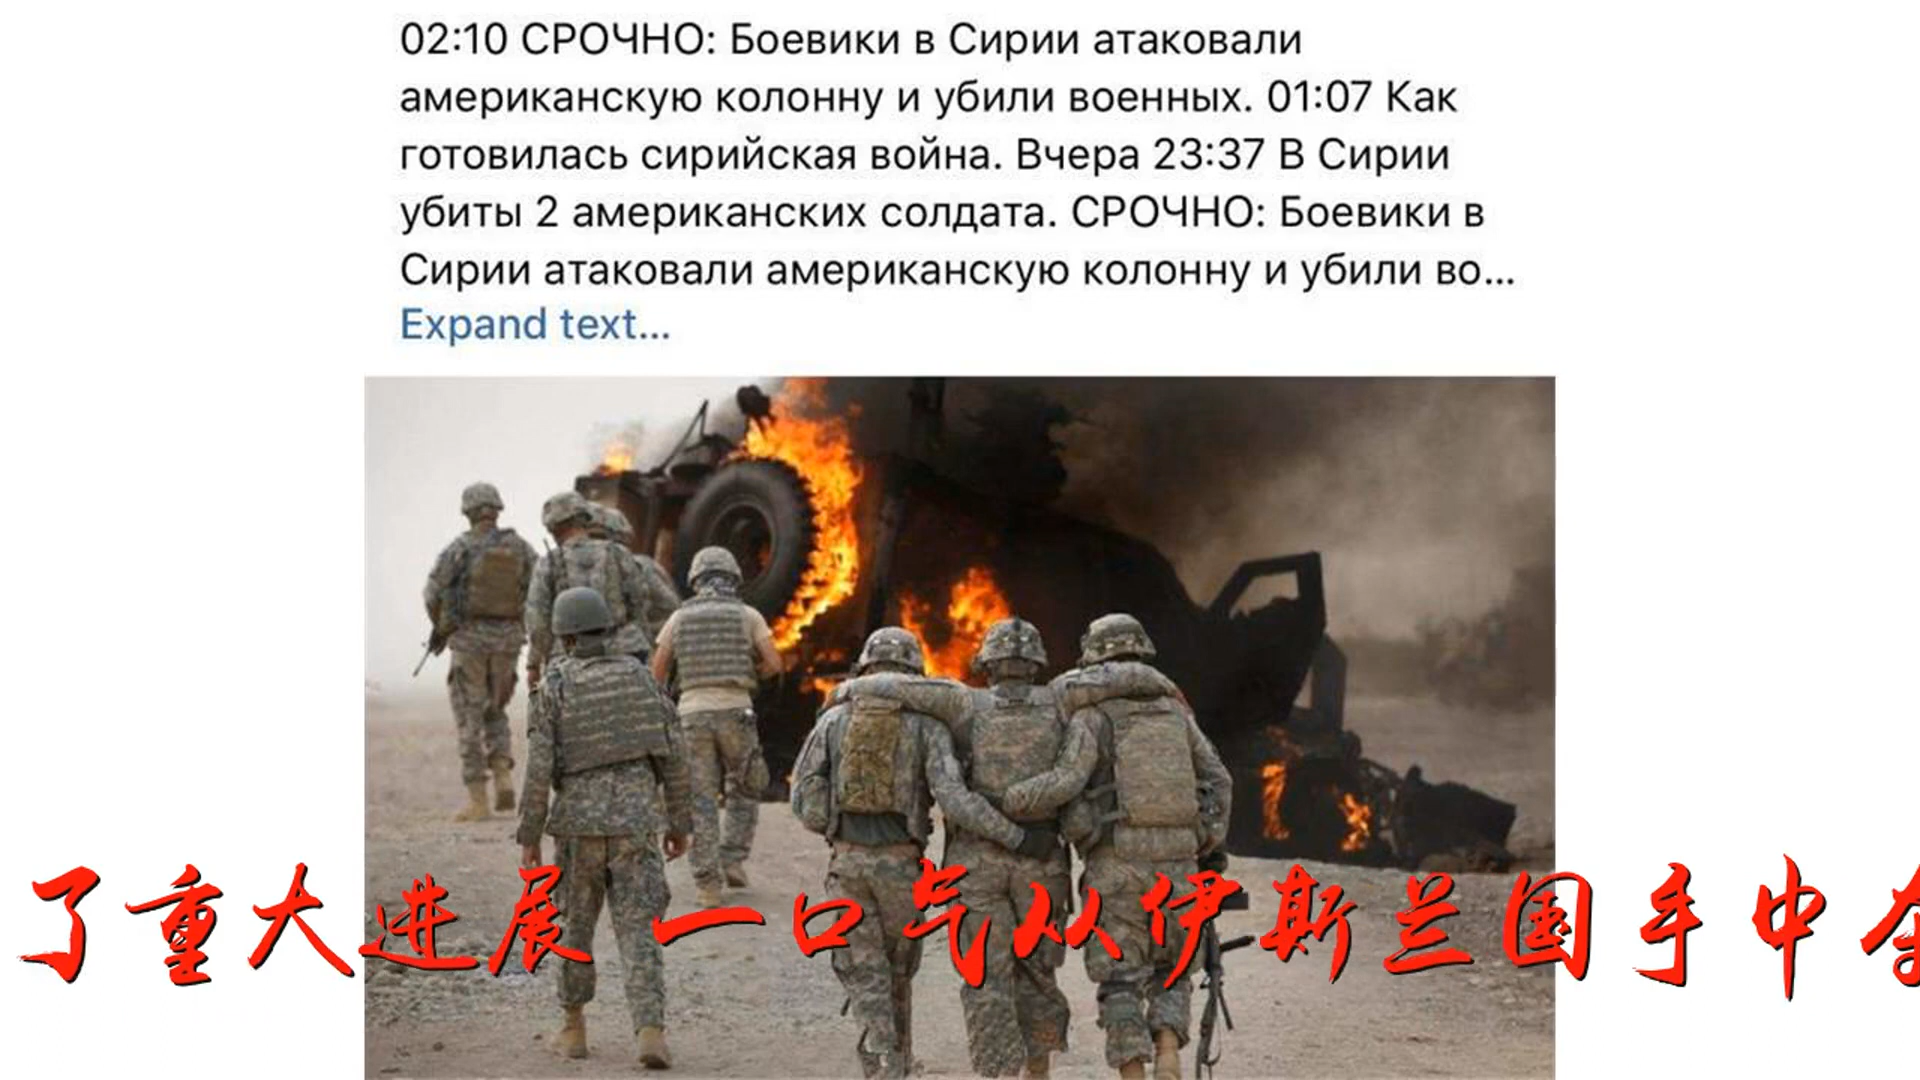 02:10 СРОЧНО: Боевики в Сирии атаковали
американскую колонну и убили военных. 01:07 Как
готовилась сирийская война. Вчера 23:37 В Сирии
убиты 2 американских солдата. СРОЧНО: Боевики в
Сирии атаковали американскую колонну и убили во...
Expand text...
了重大进展 一口气从伊斯兰国手中